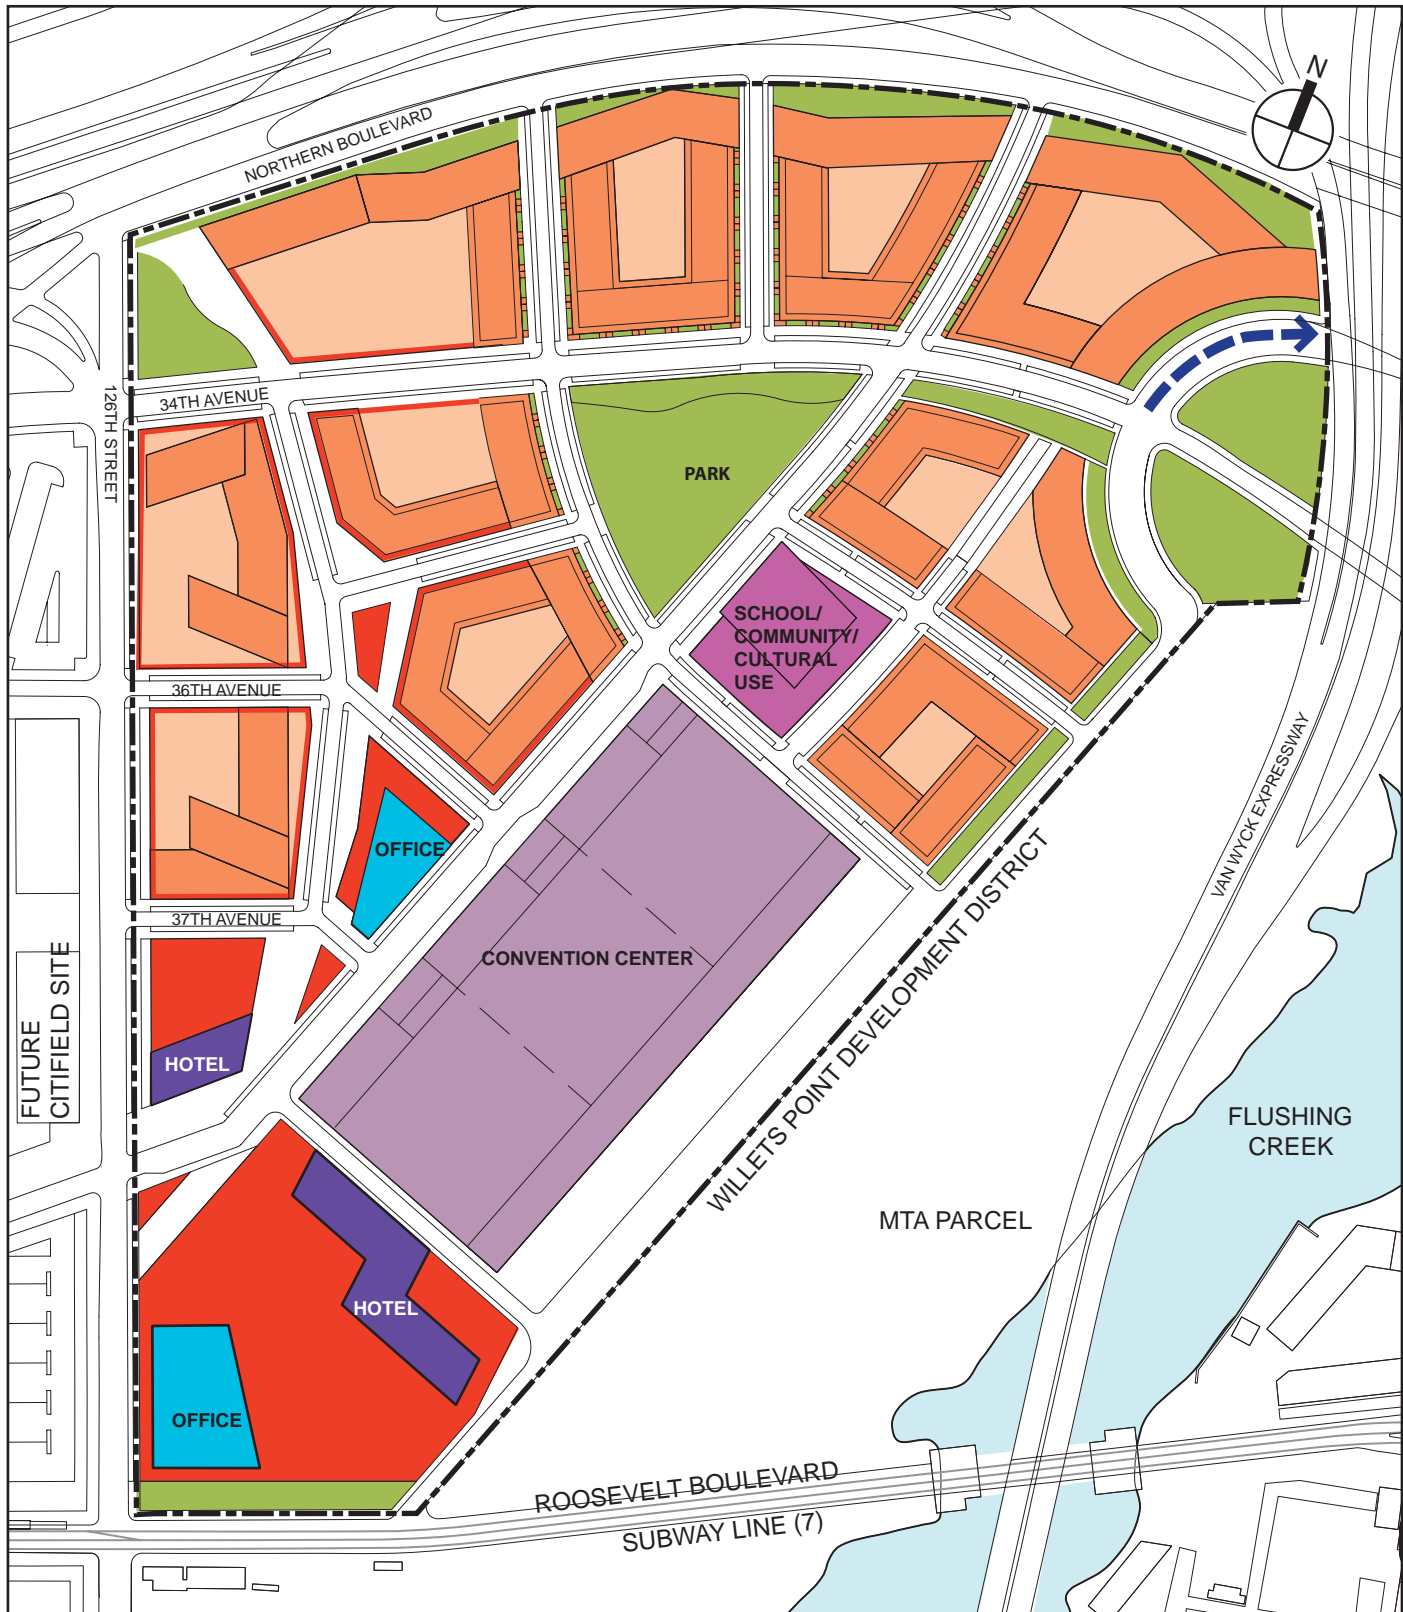 N
NORTHERN BOULEVARD
34TH AVENUE
126TH STREET
PARK
SCHOOL/
COMMUNITY/
CULTURAL
USE
36TH AVENUE
OFFICE
37TH AVENUE
CONVENTION CENTER
VAN WYCK EXPRESSWAY
WILLETS POINT DEVELOPMENT DISTRICT
FUTURE
CITIFIELD SITE
HOTEL
FLUSHING
CREEK
MTA PARCEL
HOTEL
OFFICE
ROOSEVELT BOULEVARD
SUBWAY LINE (7)